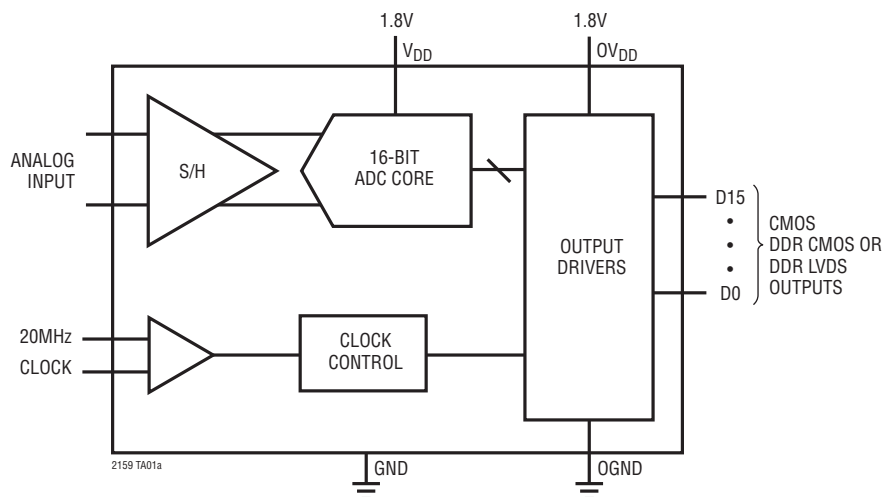 1.8V
1.8V
VDD
OVDD
ANALOG
INPUT
S/H
16-BIT
ADC CORE
OUTPUT
DRIVERS
D15
•
•
•
D0
CMOS
DDR CMOS OR
DDR LVDS
OUTPUTS
20MHz
CLOCK
CLOCK
CONTROL
2159 TA01a
GND
OGND